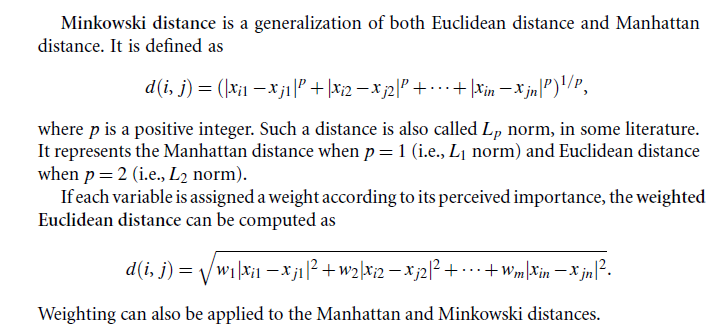 Minkowski distance is a generalization of both Euclidean distance and Manhattan
distance. It is defined as
d(i, j) = (|x_{i1} − x_{j1}|^p + |x_{i2} − x_{j2}|^p + ··· + |x_{in} − x_{jn}|^p)^{1/p},
where p is a positive integer. Such a distance is also called L_p norm, in some literature.
It represents the Manhattan distance when p = 1 (i.e., L_1 norm) and Euclidean distance
when p = 2 (i.e., L_2 norm).
If each variable is assigned a weight according to its perceived importance, the weighted
Euclidean distance can be computed as
d(i, j) = √(w_1|x_{i1} − x_{j1}|^2 + w_2|x_{i2} − x_{j2}|^2 + ··· + w_m|x_{in} − x_{jn}|^2).
Weighting can also be applied to the Manhattan and Minkowski distances.